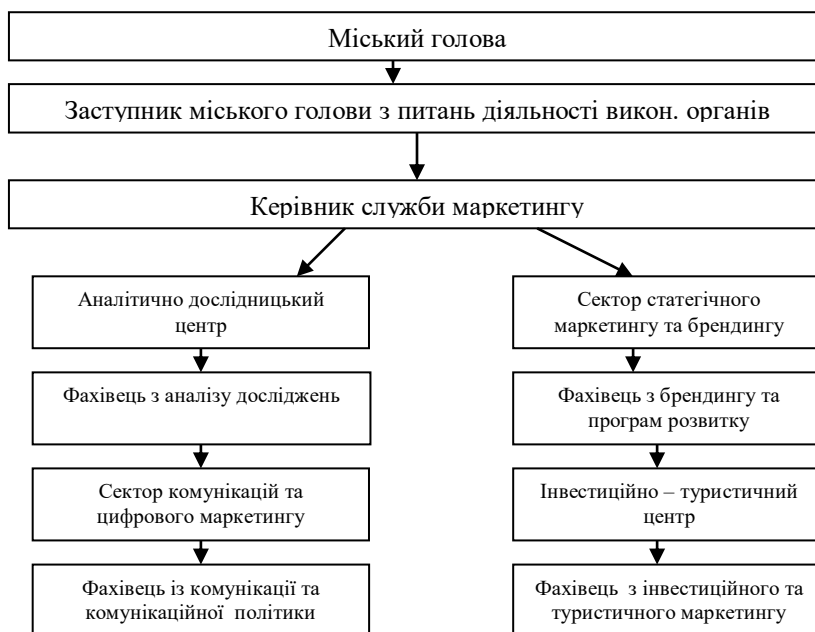 Міський голова
Заступник міського голови з питань діяльності викон. органів
Керівник служби маркетингу
Аналітично дослідницький
центр
Фахівець з аналізу досліджень
Сектор комунікацій та
цифрового маркетингу
Фахівець із комунікації та
комунікаційної політики
Сектор статегічного
маркетингу та брендингу
Фахівець з брендингу та
програм розвитку
Інвестиційно – туристичний
центр
Фахівець з інвестиційного та
туристичного маркетингу